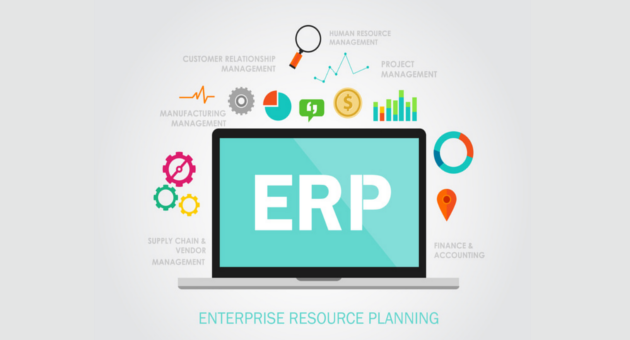 HUMAN RESOURCE
MANAGEMENT
CUSTOMER RELATIONSHIP
MANAGEMENT
PROJECT
MANAGEMENT
MANUFACTURING
MANAGEMENT
$
ERP
SUPPLY CHAIN &
VENDOR
MANAGEMENT
FINANCE &
ACCOUNTING
ENTERPRISE RESOURCE PLANNING